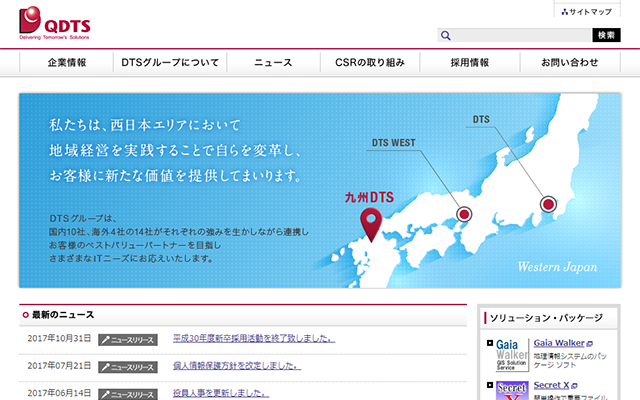 QDTS
Delivering Tomorrow's Solutions
サイトマップ
検索
企業情報
DTSグループについて
ニュース
CSRの取り組み
採用情報
お問い合わせ
私たちは、西日本エリアにおいて
地域経営を実践することで自らを変革し、
お客様に新たな価値を提供してまいります。
DTSグループは、
国内10社、海外4社の14社がそれぞれの強みを生かしながら連携し
お客様のベストバリューパートナーを目指し
さまざまなITニーズにお応えいたします。
DTS
DTS WEST
九州DTS
Western Japan
最新のニュース
2017年10月31日 ニュースリリース 平成30年度新卒採用活動を終了致しました。
2017年07月21日 ニュースリリース 個人情報保護方針を改定しました。
2017年06月14日 ニュースリリース 役員人事を更新しました。
ソリューション・パッケージ
Gaia
Walker
GIS Solution
Service
Gaia Walker
地理情報システムのパッ
ケージ ソフト
Secret
Secret X
簡単操作で重要ファイル